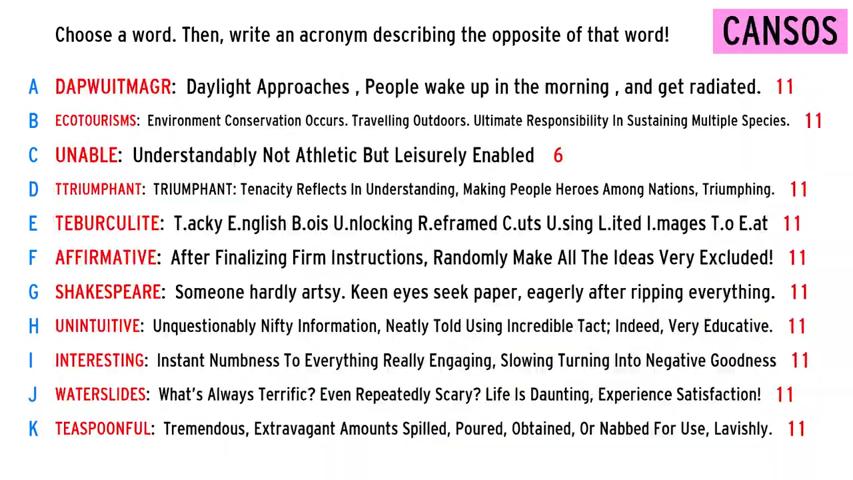 Choose a word. Then, write an acronym describing the opposite of that word!
CANSOS
A DAPWUITMAGR: Daylight Approaches , People wake up in the morning , and get radiated. 11
B ECOTOURISMS: Environment Conservation Occurs. Travelling Outdoors. Ultimate Responsibility In Sustaining Multiple Species. 11
C UNABLE: Understandably Not Athletic But Leisurely Enabled 6
D TTRIUMPHANT: TRIUMPHANT: Tenacity Reflects In Understanding, Making People Heroes Among Nations, Triumphing. 11
E TEBURCULITE: T.acky E.nglish B.ois U.nlocking R.eframed C.uts U.sing L.ited I.mages T.o E.at 11
F AFFIRMATIVE: After Finalizing Firm Instructions, Randomly Make All The Ideas Very Excluded! 11
G SHAKESPEARE: Someone hardly artsy. Keen eyes seek paper, eagerly after ripping everything. 11
H UNINTUITIVE: Unquestionably Nifty Information, Neatly Told Using Incredible Tact; Indeed, Very Educative. 11
I INTERESTING: Instant Numbness To Everything Really Engaging, Slowing Turning Into Negative Goodness 11
J WATERSLIDES: What's Always Terrific? Even Repeatedly Scary? Life Is Daunting, Experience Satisfaction! 11
K TEASPOONFUL: Tremendous, Extravagant Amounts Spilled, Poured, Obtained, Or Nabbed For Use, Lavishly. 11